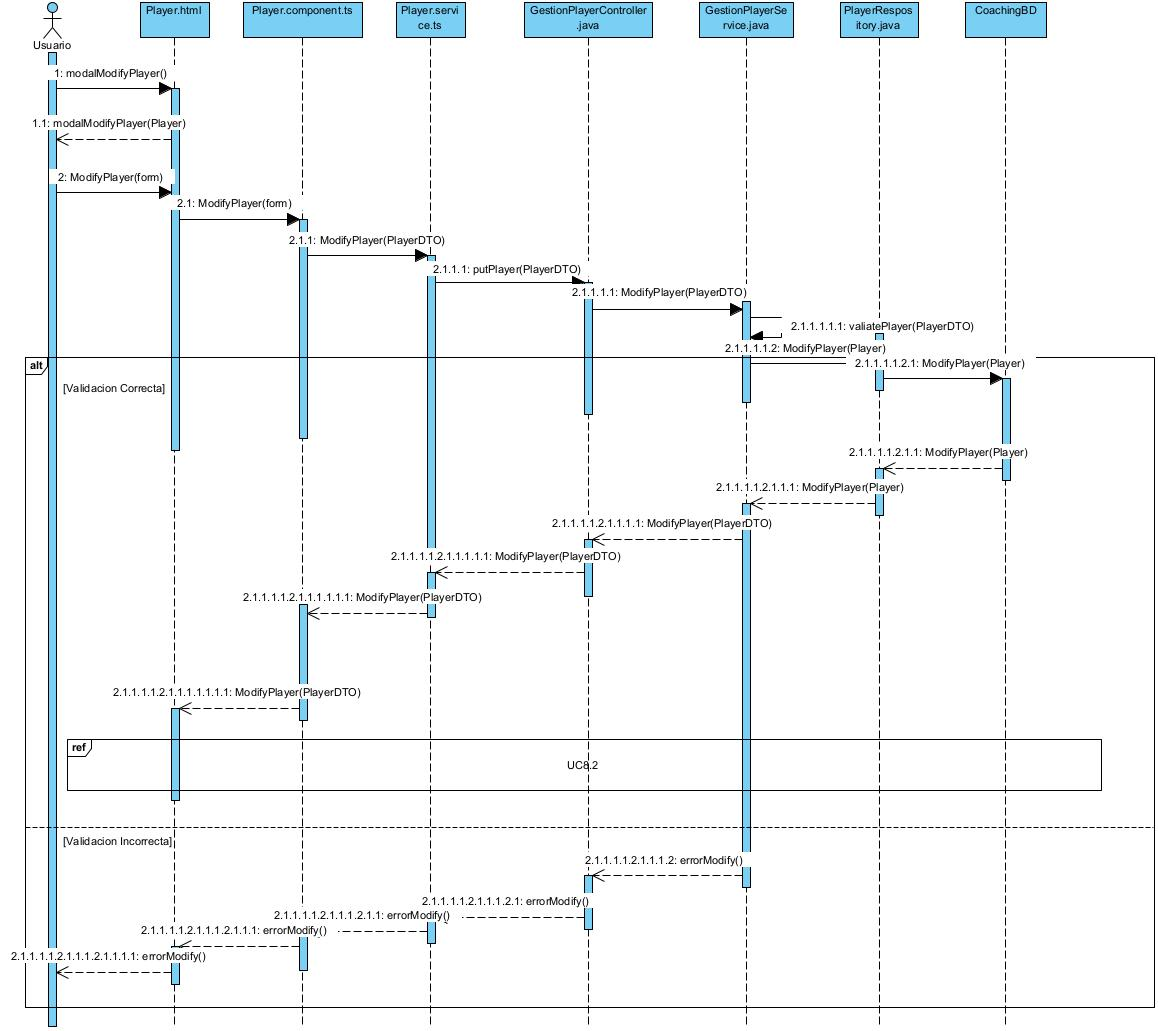 Usuario
Player.html
Player.component.ts
Player.servi
ce.ts
GestionPlayerController
.java
GestionPlayerSe
rvice.java
PlayerRespos
itory.java
CoachingBD
1: modalModifyPlayer()
1.1: modalModifyPlayer(Player)
2: ModifyPlayer(form)
2.1: ModifyPlayer(form)
2.1.1: ModifyPlayer(PlayerDTO)
2.1.1.1: putPlayer(PlayerDTO)
2.1.1.1.1: ModifyPlayer(PlayerDTO)
2.1.1.1.1.1: valiatePlayer(PlayerDTO)
2.1.1.1.1.2: ModifyPlayer(Player)
alt
2.1.1.1.1.2.1: ModifyPlayer(Player)
[Validacion Correcta]
2.1.1.1.1.2.1.1: ModifyPlayer(Player)
2.1.1.1.1.2.1.1.1: ModifyPlayer(Player)
2.1.1.1.1.2.1.1.1.1: ModifyPlayer(PlayerDTO)
2.1.1.1.1.2.1.1.1.1.1: ModifyPlayer(PlayerDTO)
2.1.1.1.1.2.1.1.1.1.1.1: ModifyPlayer(PlayerDTO)
2.1.1.1.1.2.1.1.1.1.1.1.1: ModifyPlayer(PlayerDTO)
ref
UC8.2
[Validacion Incorrecta]
2.1.1.1.1.2.1.1.1.2: errorModify()
2.1.1.1.1.2.1.1.1.2.1: errorModify()
2.1.1.1.1.2.1.1.1.2.1.1: errorModify()
2.1.1.1.1.2.1.1.1.2.1.1.1: errorModify()
2.1.1.1.1.2.1.1.1.2.1.1.1.1: errorModify()